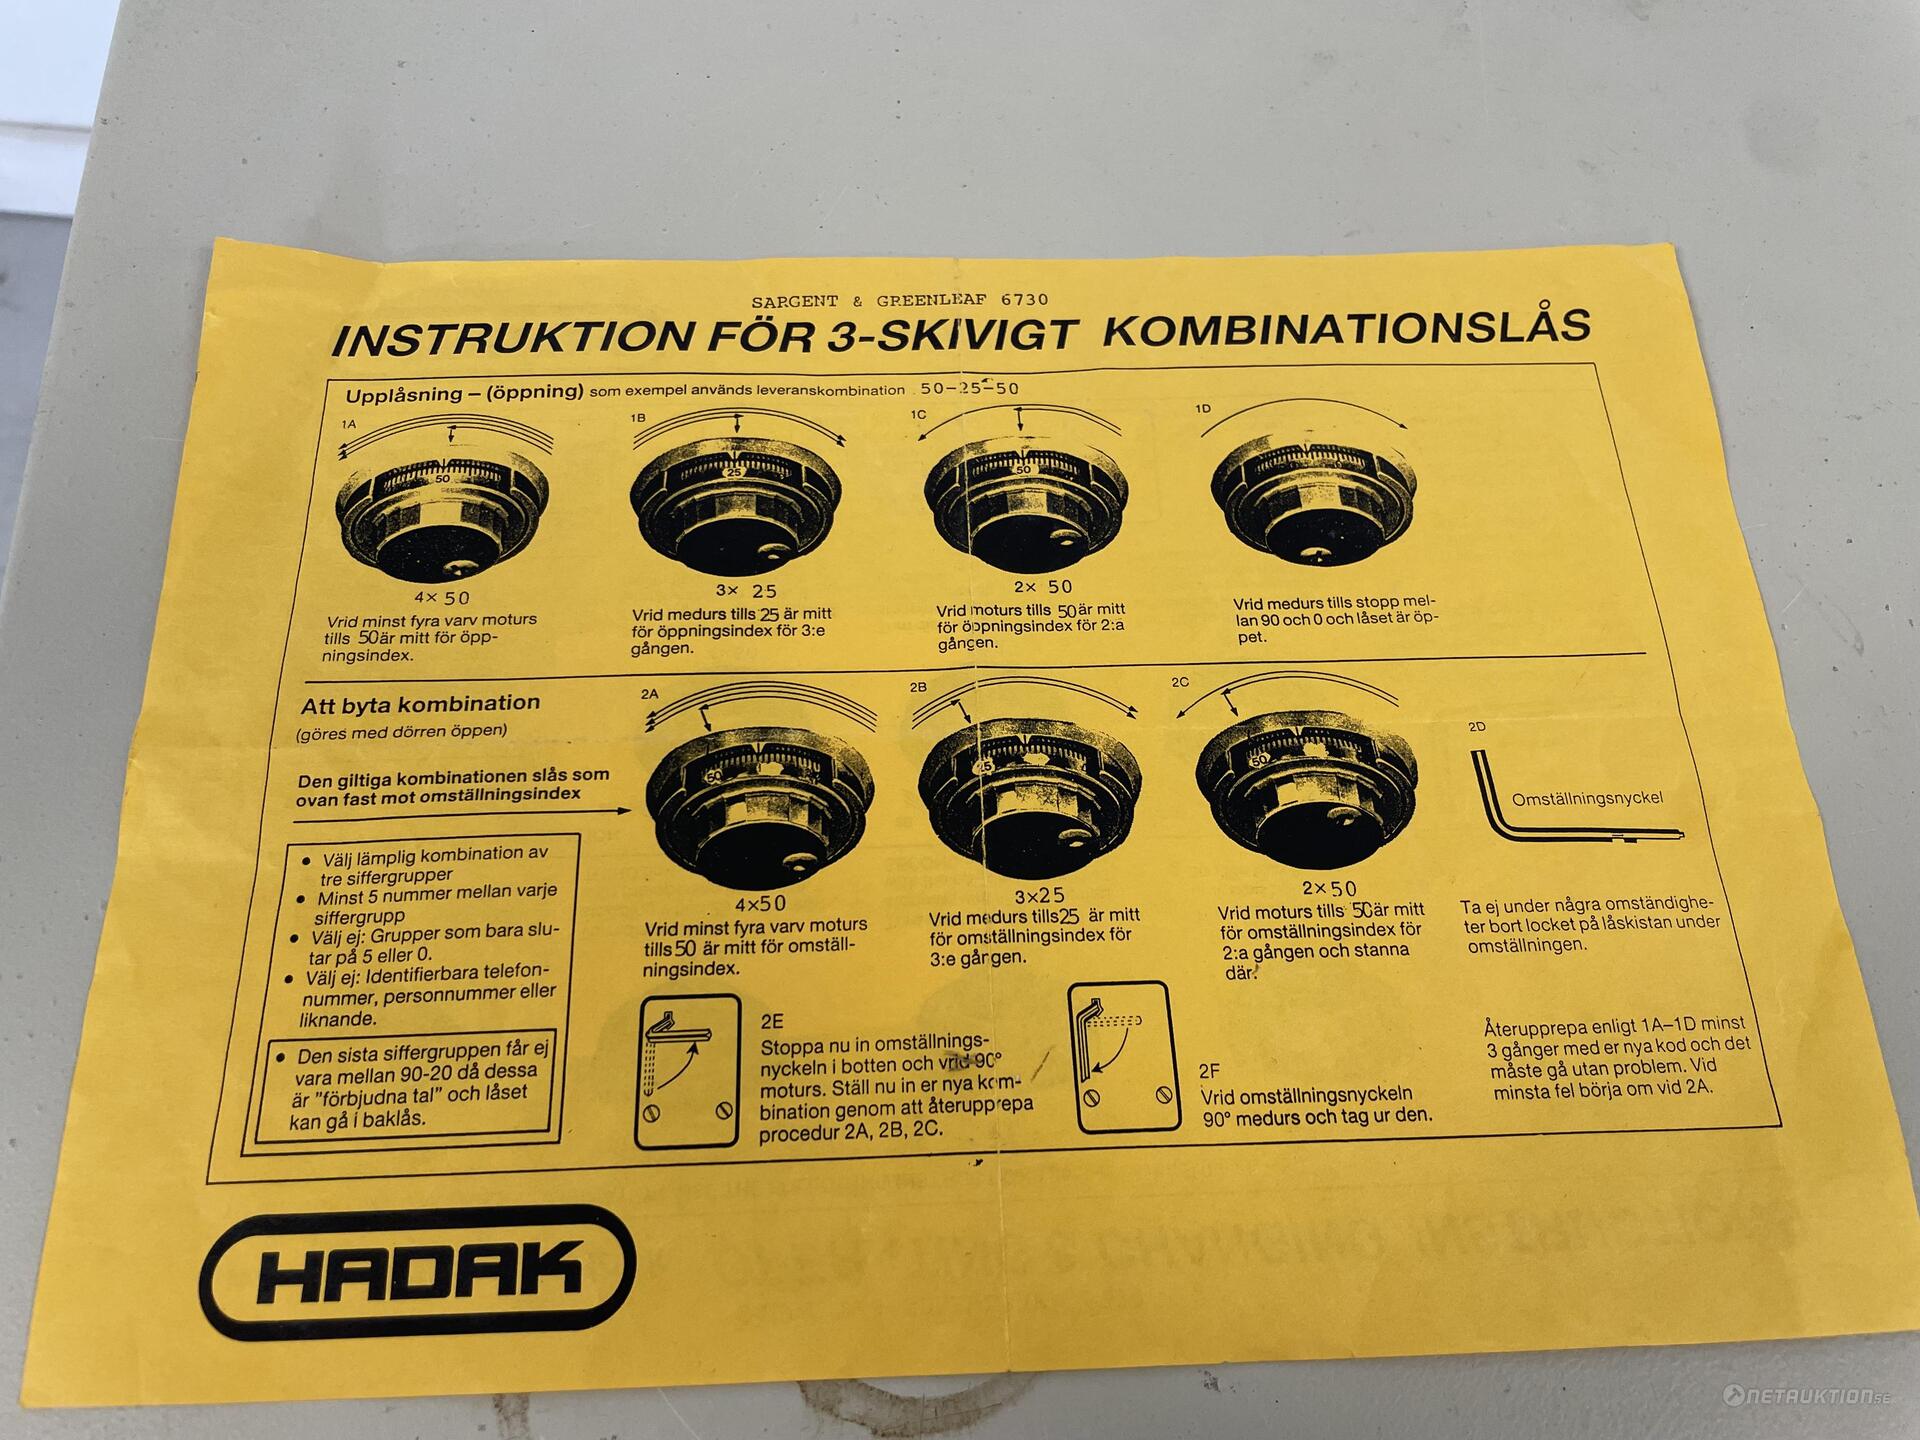 SARGENT & GREENLEAF 6730
INSTRUKTION FÖR 3-SKIVIGT KOMBINATIONSLÅS
Upplåsning – (öppning) som exempel används leveranskombination 50-25-50
1A
1B
1C
1D
50
25
50
4× 50
Vrid minst fyra varv moturs
tills 50 är mitt för öpp-
ningsindex.
3× 25
Vrid medurs tills 25 är mitt
för öppningsindex för 3:e
gången.
2× 50
Vrid moturs tills 50 är mitt
för öppningsindex för 2:a
gången.
Vrid medurs tills stopp mel-
lan 90 och 0 och låset är öp-
pet.
Att byta kombination
(göres med dörren öppen)
Den giltiga kombinationen slås som
ovan fast mot omställningsindex
• Välj lämplig kombination av
tre siffergrupper
• Minst 5 nummer mellan varje
siffergrupp
• Välj ej: Grupper som bara slu-
tar på 5 eller 0.
• Välj ej: Identifierbara telefon-
nummer, personnummer eller
liknande.
• Den sista siffergruppen får ej
vara mellan 90-20 då dessa
är "förbjudna tal" och låset
kan gå i baklås.
2A
2B
2C
2D
50
25
50
Omställningsnyckel
4×50
Vrid minst fyra varv moturs
tills 50 är mitt för omställ-
ningsindex.
3×25
Vrid medurs tills 25 är mitt
för omställningsindex för
3:e gången.
2×50
Vrid moturs tills 50 är mitt
för omställningsindex för
2:a gången och stanna
där.
Ta ej under några omständighe-
ter bort locket på låskistan under
omställningen.
2E
Stoppa nu in omställnings-
nyckeln i botten och vrid 90°
moturs. Ställ nu in er nya kom-
bination genom att återupprepa
procedur 2A, 2B, 2C.
2F
Vrid omställningsnyckeln
90° medurs och tag ur den.
Återupprepa enligt 1A–1D minst
3 gånger med er nya kod och det
måste gå utan problem. Vid
minsta fel börja om vid 2A.
HADAK
NETAUKTION.SE